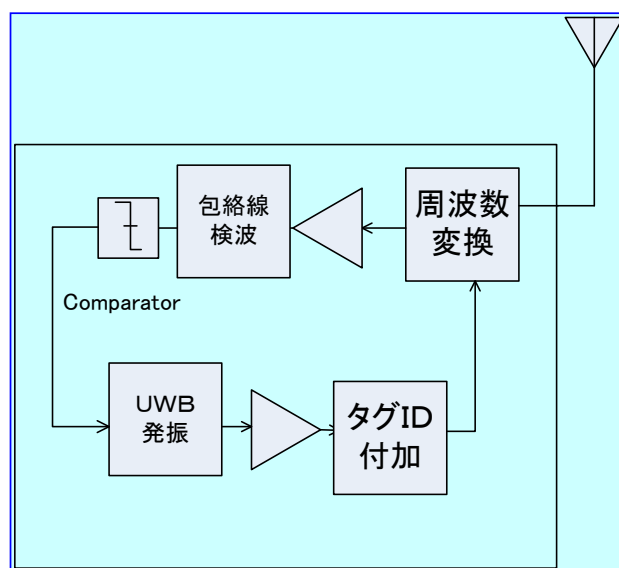 包絡線
検波
周波数
変換
Comparator
ＵＷＢ
発振
タグID
付加